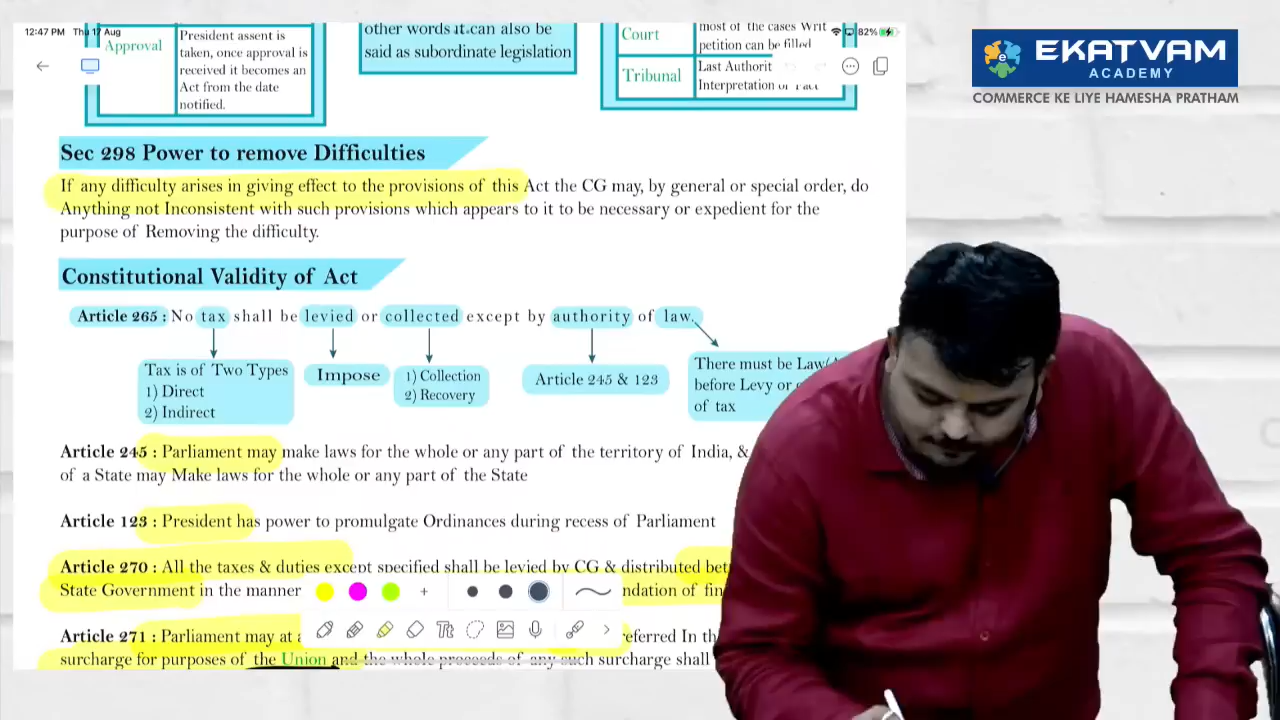 12:47 PM Thu 17 Aug
82%
Approval
President assent is
taken, once approval is
received it becomes an
Act from the date
notified.
other words it can also be
said as subordinate legislation
Court
most of the cases Writ
petition can be filled
Tribunal
Last Authorit
Interpretation of Fact
EKATVAM
ACADEMY
COMMERCE KE LIYE HAMESHA PRATHAM
Sec 298 Power to remove Difficulties
If any difficulty arises in giving effect to the provisions of this Act the CG may, by general or special order, do
Anything not Inconsistent with such provisions which appears to it to be necessary or expedient for the
purpose of Removing the difficulty.
Constitutional Validity of Act
Article 265 : No tax shall be levied or collected except by authority of law.
Tax is of Two Types
1) Direct
2) Indirect
Impose
1) Collection
2) Recovery
Article 245 & 123
There must be Law/
before Levy or
of tax
Article 245 : Parliament may make laws for the whole or any part of the territory of India, &
of a State may Make laws for the whole or any part of the State
Article 123 : President has power to promulgate Ordinances during recess of Parliament
Article 270 : All the taxes & duties except specified shall be levied by CG & distributed bet
State Government in the manner ndation of fin
Article 271 : Parliament may at a eferred In th
surcharge for purposes of the Union and the whole proceeds of any such surcharge shall